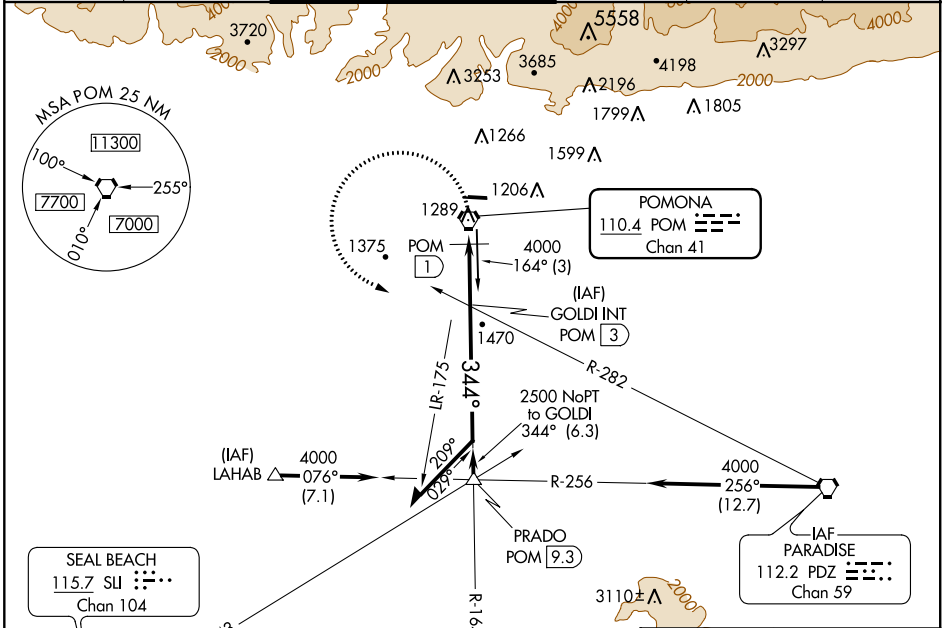 4000
5558
4000
4000
3720
2000
2000
3253
3685
4198
3297
2000
2196
1799
1805
1266
1599
1206
1289
MSA POM 25 NM
11300
100°
255°
7700
7000
010°
POMONA
110.4 POM
Chan 41
1375
POM
1
4000
164° (3)
(IAF)
GOLDI INT
POM 3
1470
LR-175
344°
R-282
2500 NoPT
to GOLDI
344° (6.3)
(IAF)
LAHAB
4000
076°
(7.1)
209°
029°
R-256
4000
256°
(12.7)
PRADO
POM 9.3
IAF
PARADISE
112.2 PDZ
Chan 59
SEAL BEACH
115.7 SLI
Chan 104
R-16
3110±
2000